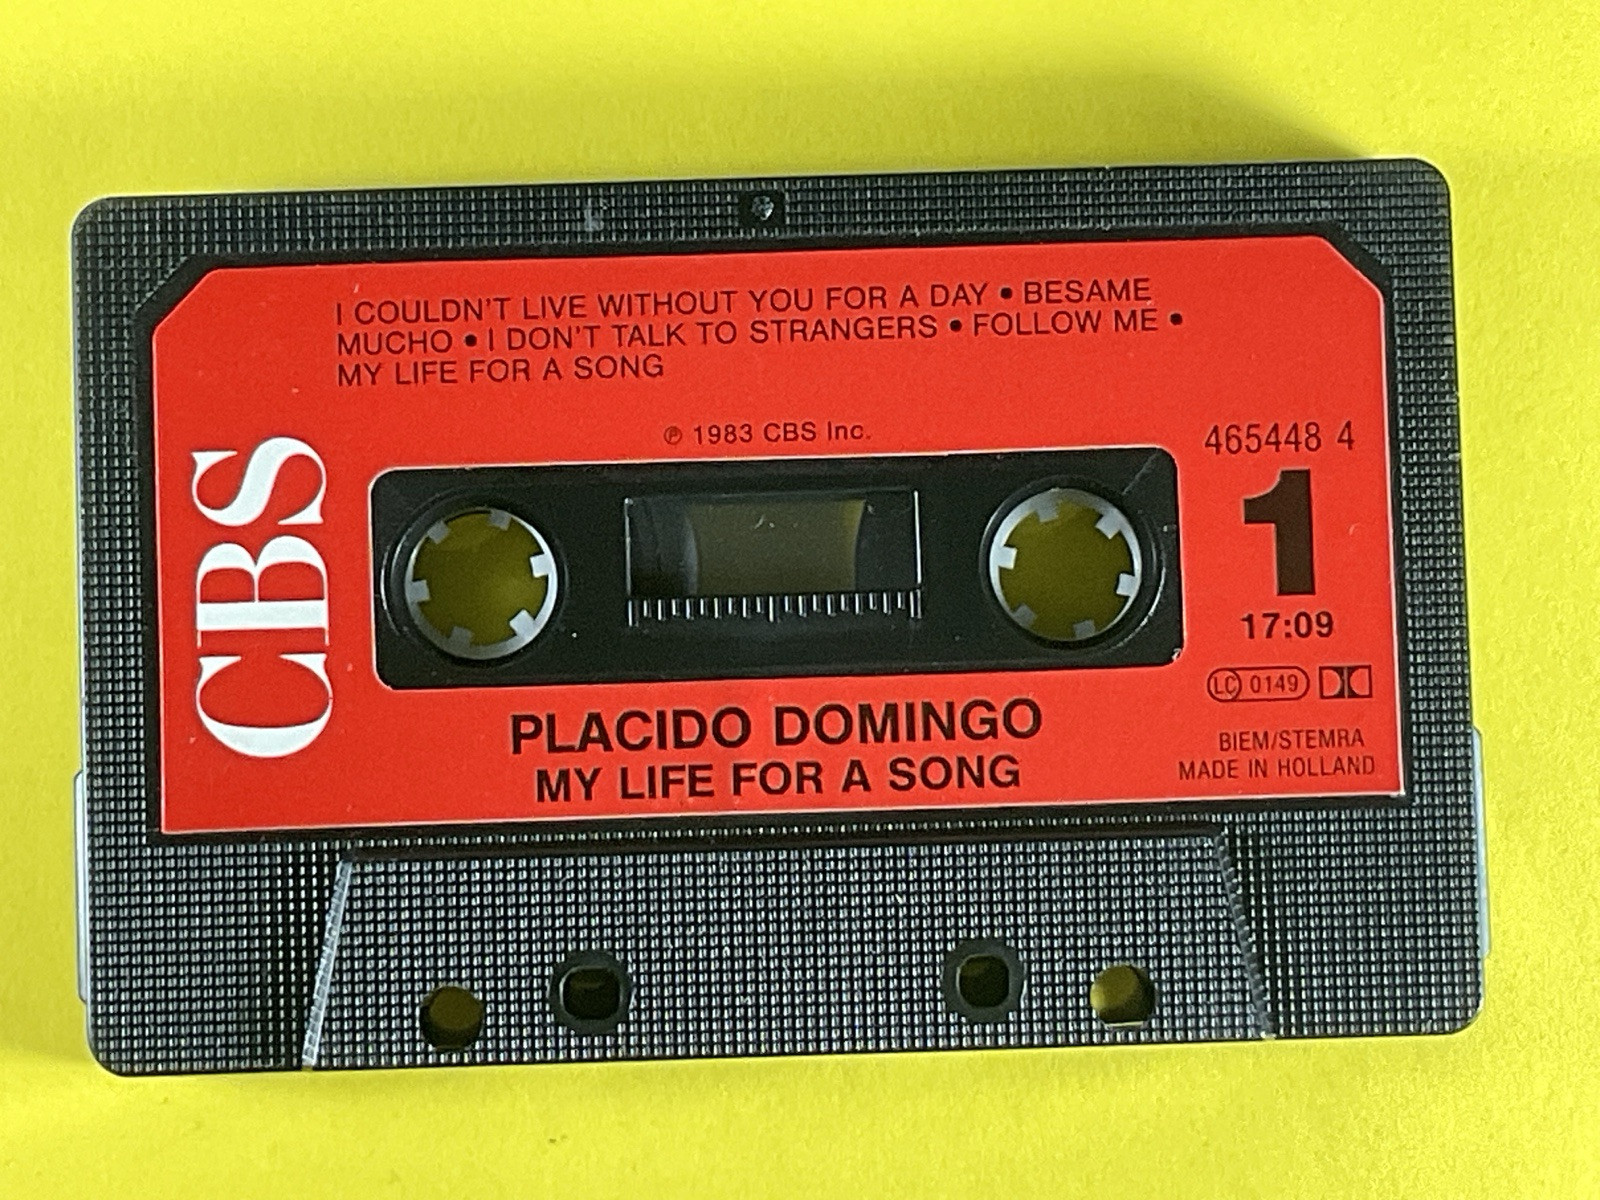 I COULDN'T LIVE WITHOUT YOU FOR A DAY • BESAME
MUCHO • I DON'T TALK TO STRANGERS • FOLLOW ME •
MY LIFE FOR A SONG
℗ 1983 CBS Inc.
465448 4
1
17:09
LC 0149
BIEM/STEMRA
MADE IN HOLLAND
CBS
PLACIDO DOMINGO
MY LIFE FOR A SONG